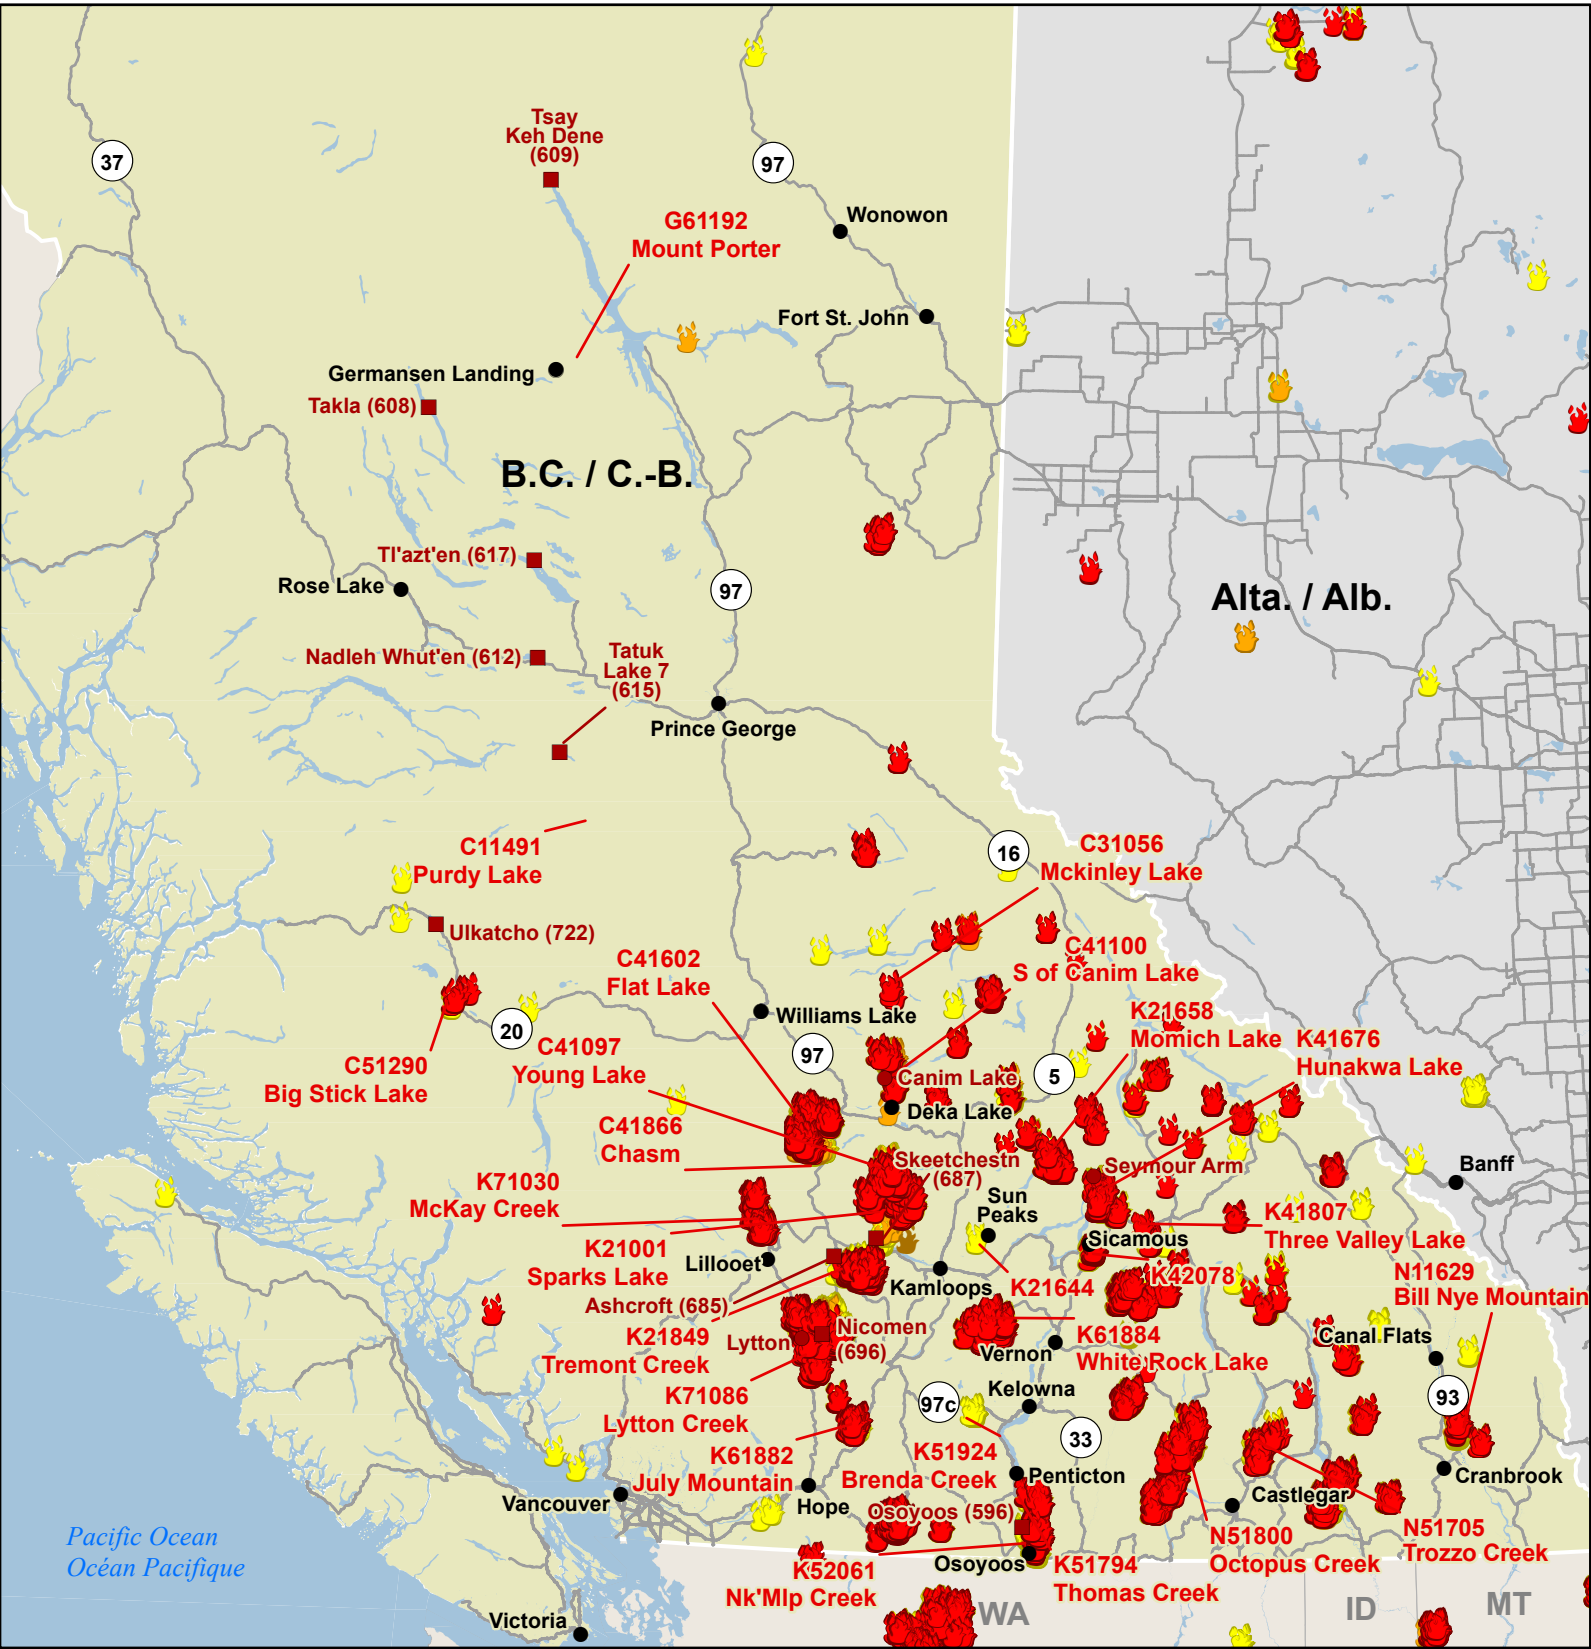 Tsay
Keh Dene
(609)
37
97
Wonowon
G61192
Mount Porter
Fort St. John
Germansen Landing
Takla (608)
B.C. / C.-B.
Tl'azt'en (617)
Rose Lake
97
Alta. / Alb.
Nadleh Whut'en (612)
Tatuk
Lake 7
(615)
Prince George
C11491
Purdy Lake
16
C31056
Mckinley Lake
Ulkatcho (722)
C41602
Flat Lake
C41100
S of Canim Lake
Williams Lake
20
97
K21658
Momich Lake
K41676
Hunakwa Lake
C51290
Big Stick Lake
C41097
Young Lake
5
Canim Lake
Deka Lake
C41866
Chasm
Skeetchestn
(687)
Seymour Arm
Banff
K71030
McKay Creek
Sun
Peaks
K41807
Three Valley Lake
Sicamous
K21001
Sparks Lake
Lillooet
Kamloops
K21644
K42078
N11629
Bill Nye Mountain
Ashcroft (685)
K21849
Tremont Creek
Lytton
Nicomen
(696)
Vernon
K61884
White Rock Lake
Canal Flats
K71086
Lytton Creek
97c
Kelowna
93
33
K61882
July Mountain
K51924
Brenda Creek
Penticton
Cranbrook
Vancouver
Hope
Osoyoos (596)
Castlegar
N51800
Octopus Creek
N51705
Trozzo Creek
Pacific Ocean
Océan Pacifique
K52061
Nk'Mlp Creek
Osoyoos
K51794
Thomas Creek
Victoria
WA
ID
MT